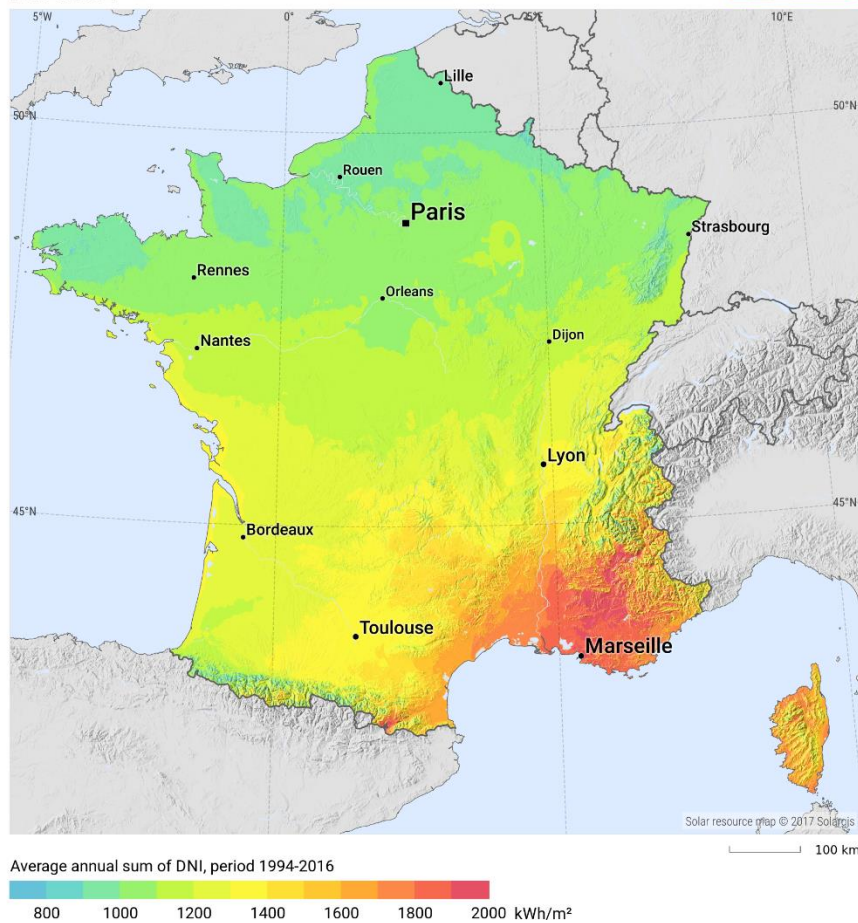 5°W 0° 5°E 10°E
Lille
50°N 50°N
Rouen
Paris
Strasbourg
Rennes
Orleans
Nantes
Dijon
Lyon
45°N 45°N
Bordeaux
Toulouse
Marseille
Solar resource map © 2017 Solargis
100 km
Average annual sum of DNI, period 1994-2016
800 1000 1200 1400 1600 1800 2000 kWh/m²